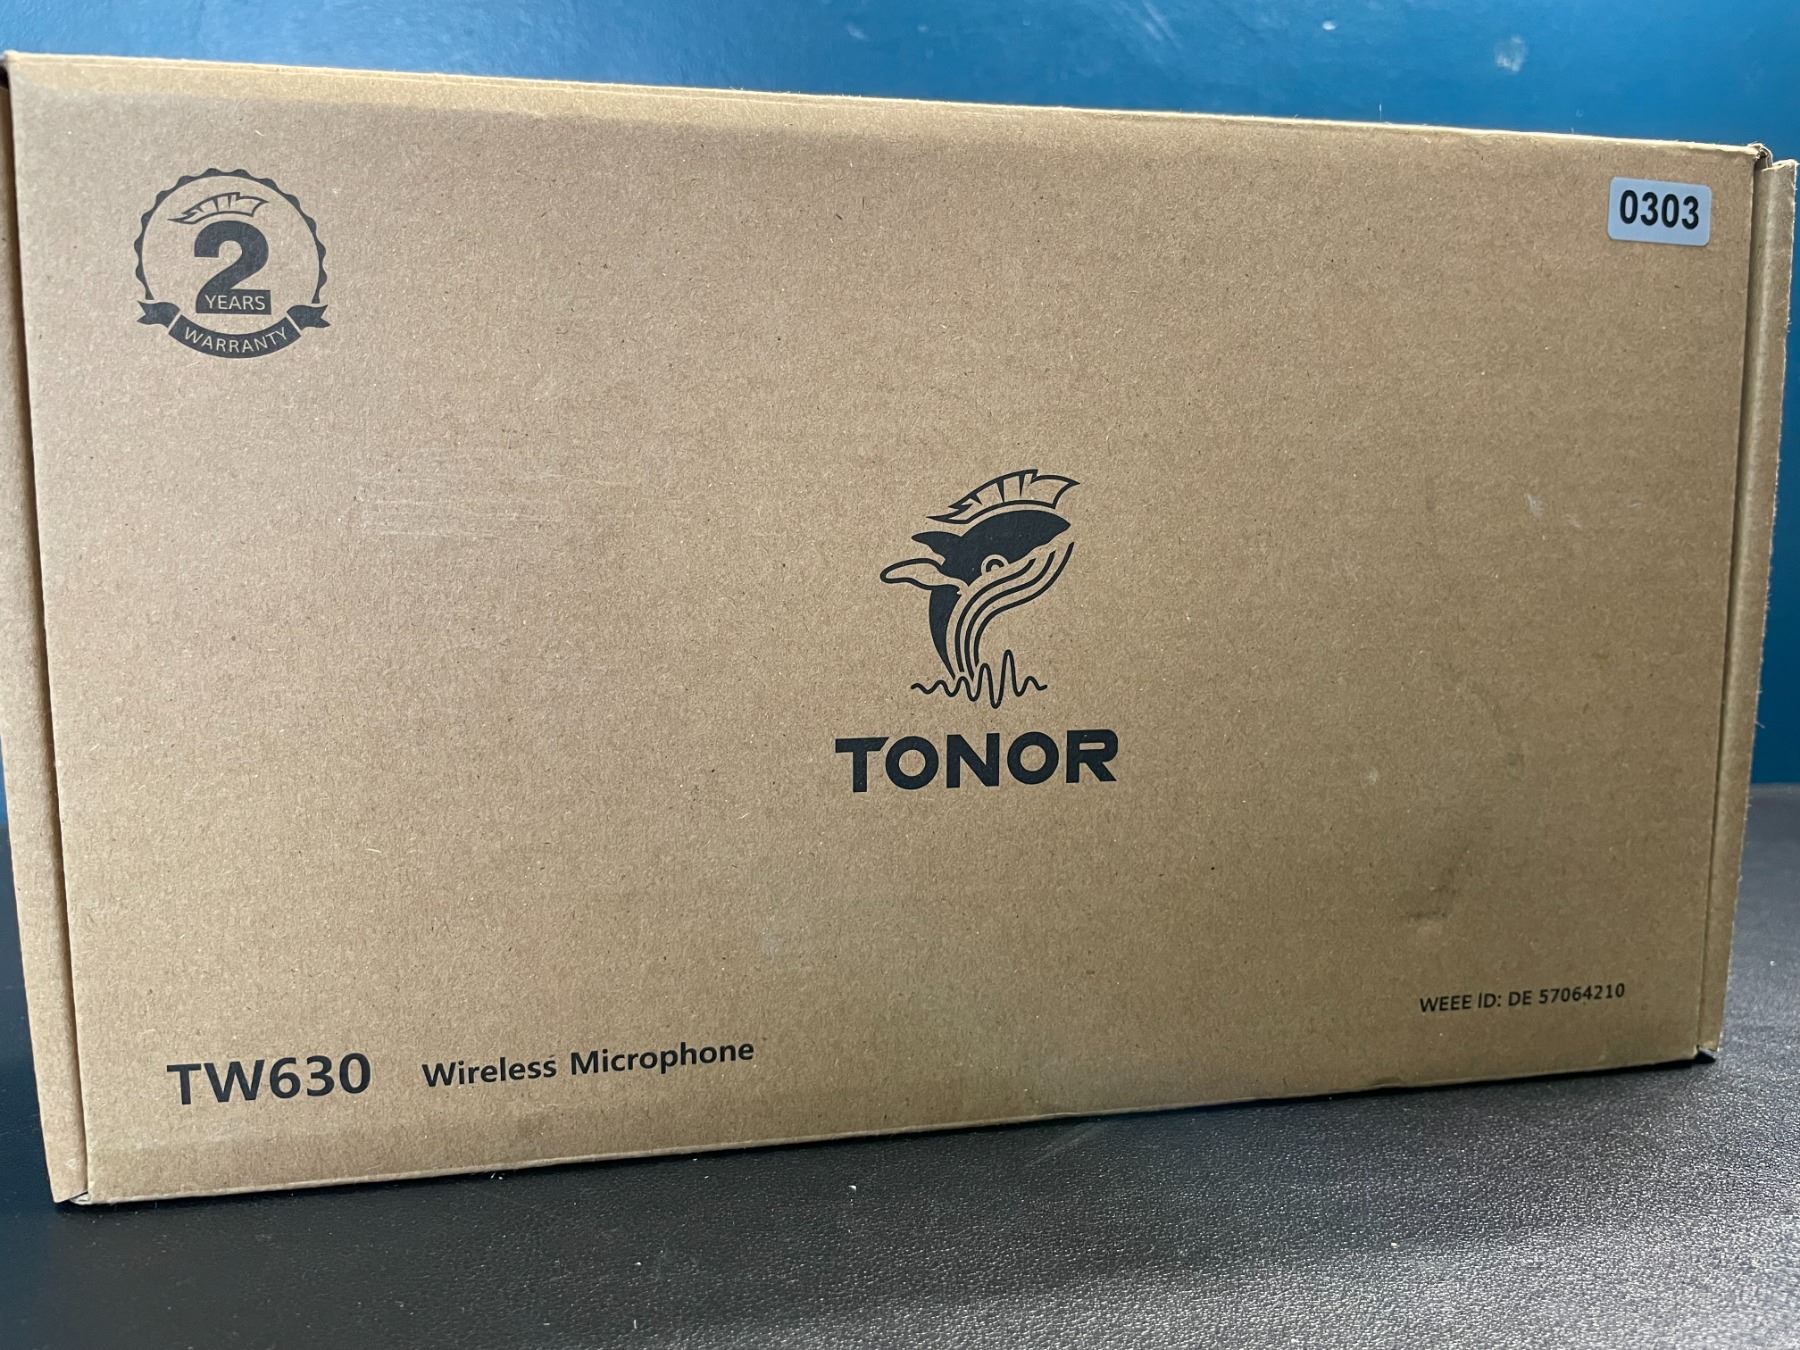 0303
2
YEARS
WARRANTY
TONOR
WEEE ID: DE 57064210
TW630 Wireless Microphone